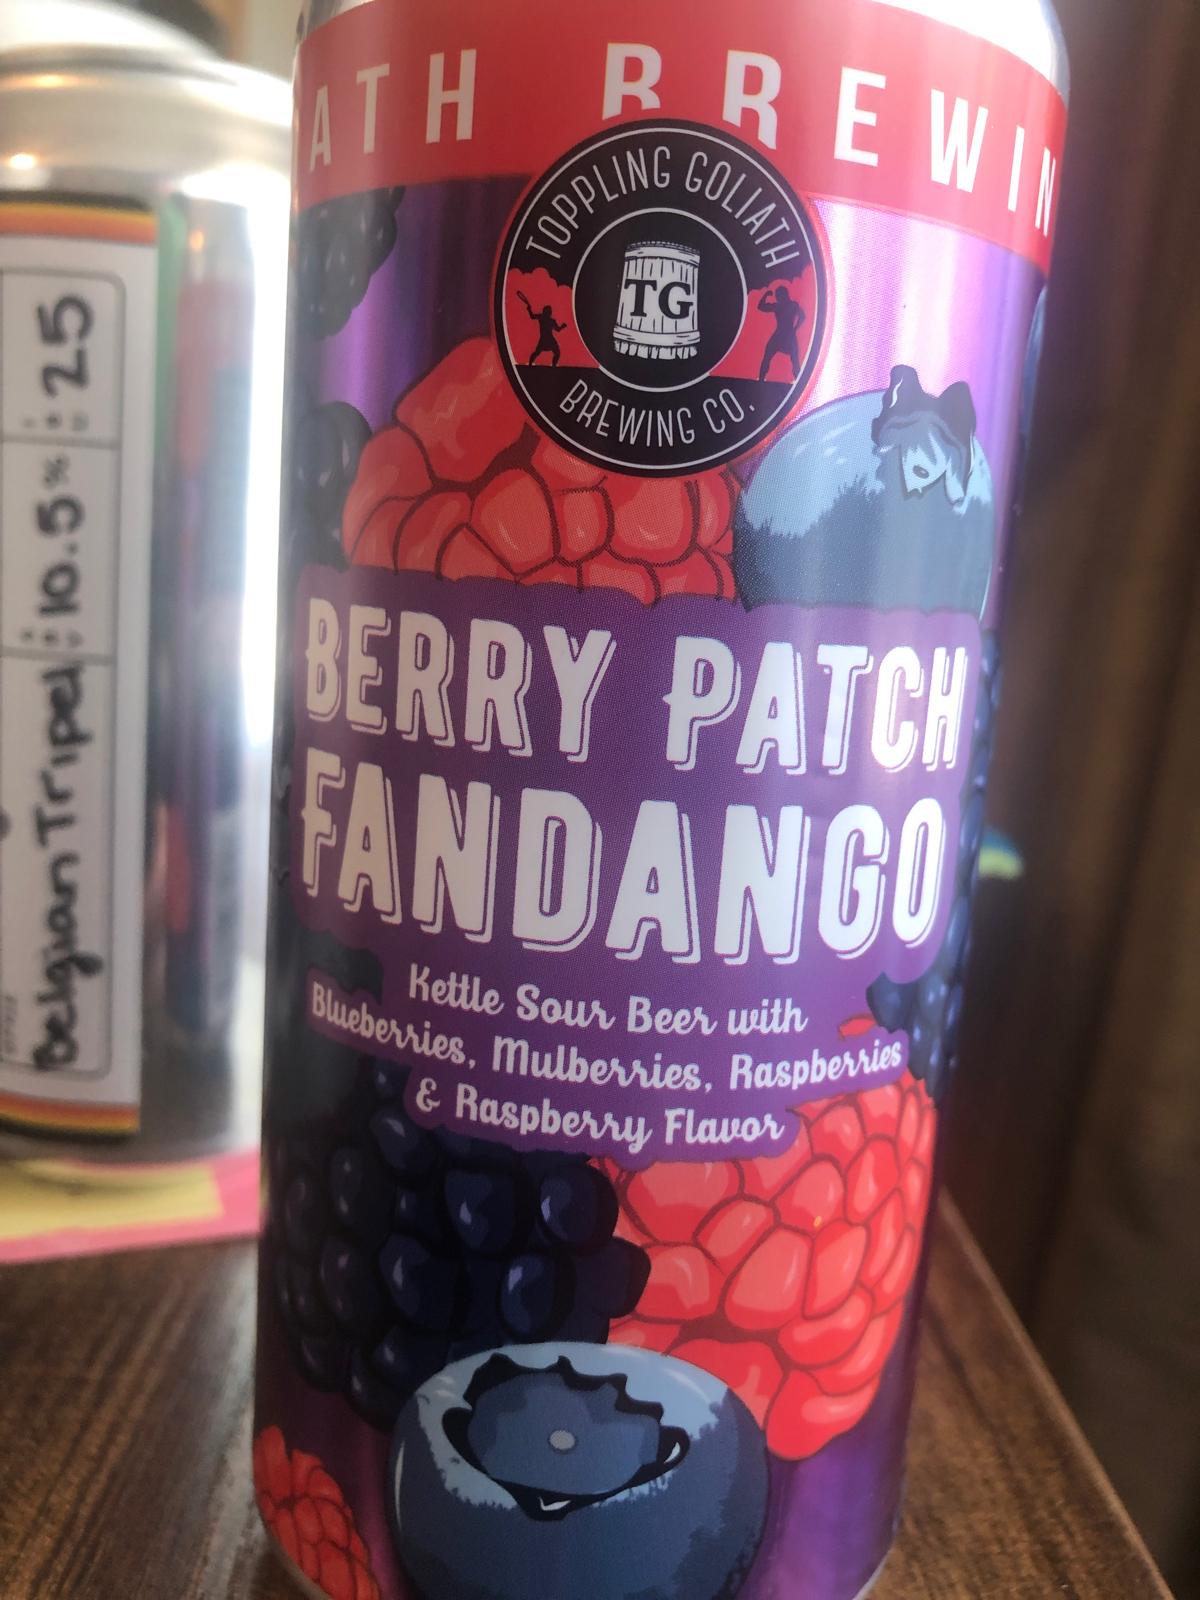 ATH BREWIN
TOPPLING GOLIATH
TG
BREWING CO.
BERRY PATCH
FANDANGO
Kettle Sour Beer with
Blueberries, Mulberries, Raspberries
& Raspberry Flavor
Belgian Tripel
10.5%
25